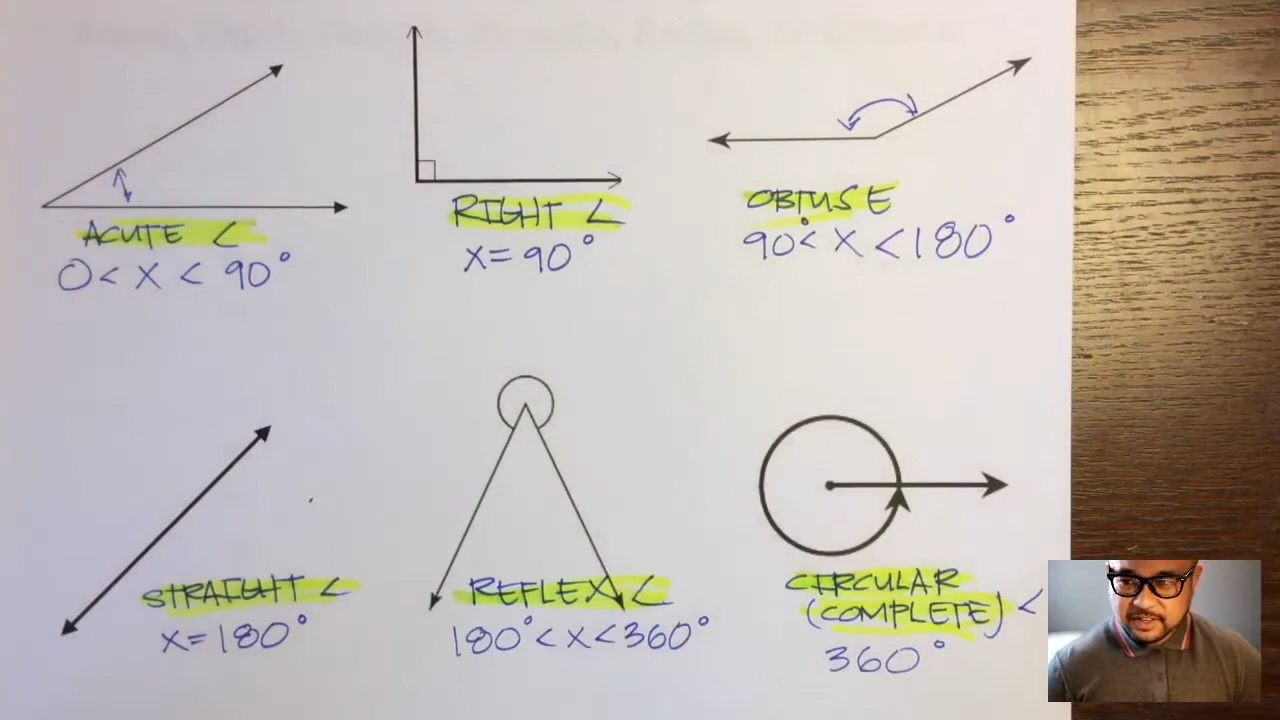 ACUTE <
0 < X < 90°
RIGHT <
X = 90°
OBTUSE
90° < X < 180°
STRAIGHT <
X = 180°
REFLEX <
180° < X < 360°
CIRCULAR
(COMPLETE) <
360°